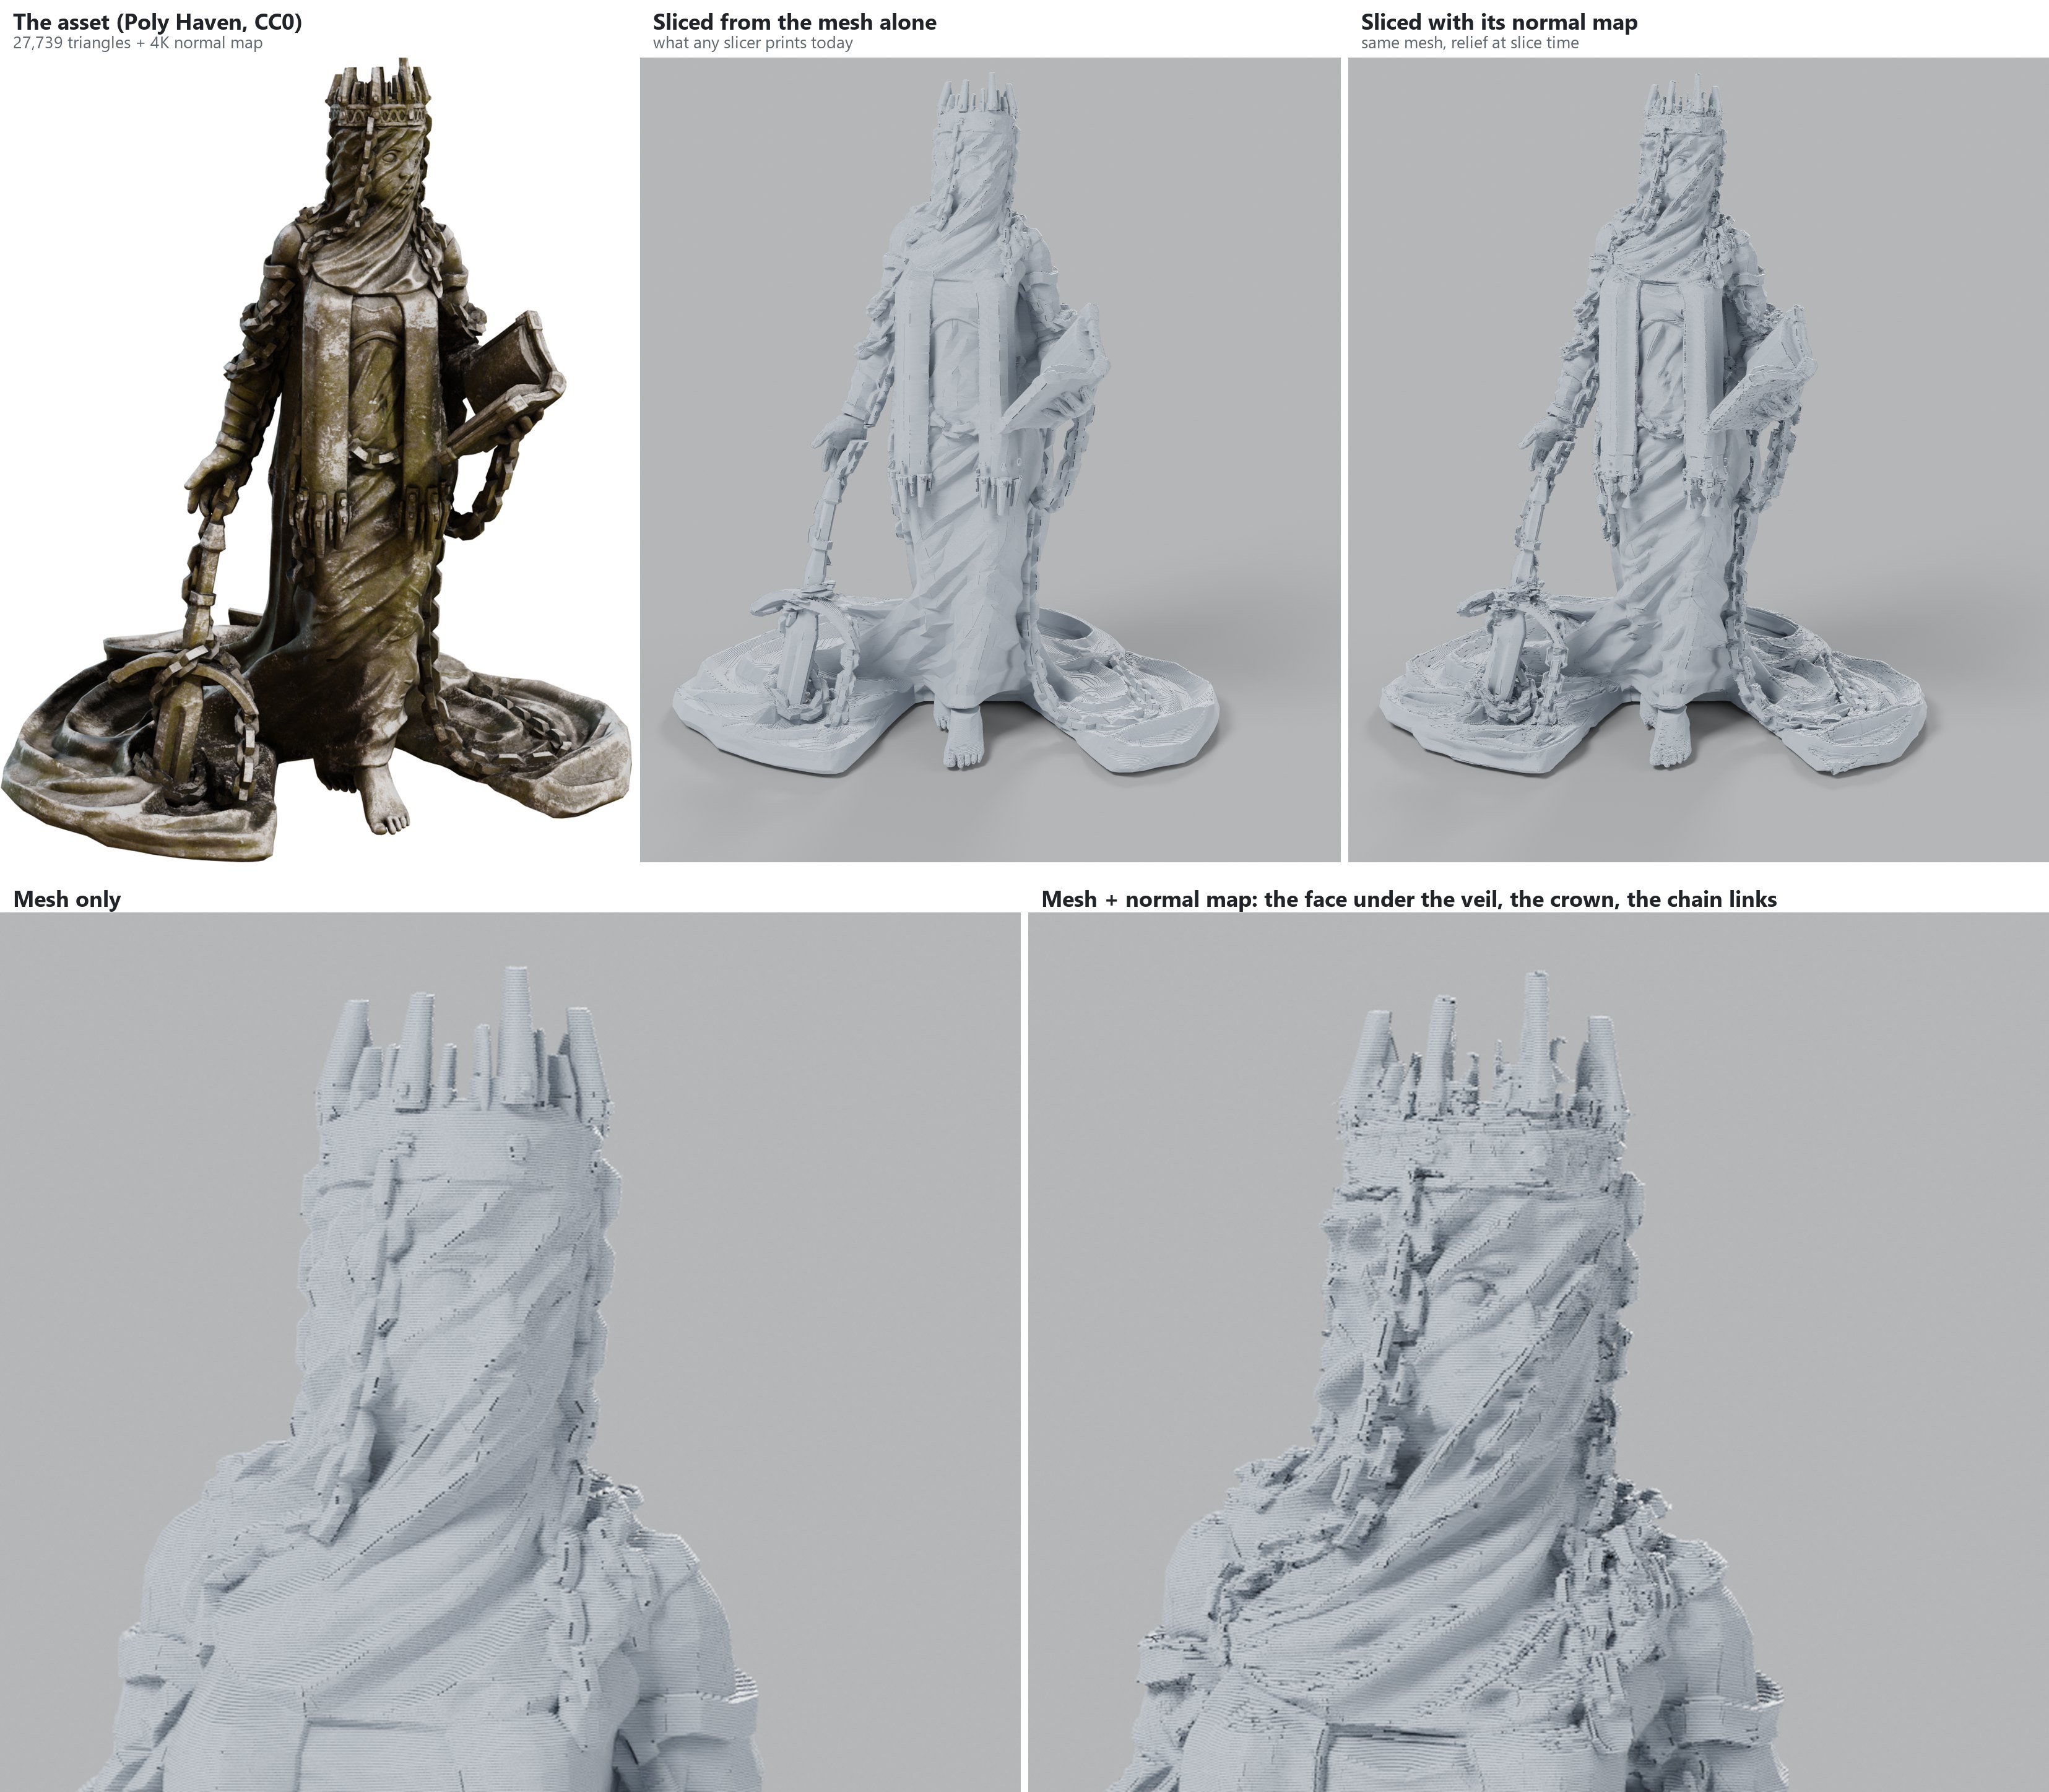 The asset (Poly Haven, CC0)
27,739 triangles + 4K normal map
Sliced from the mesh alone
what any slicer prints today
Sliced with its normal map
same mesh, relief at slice time
Mesh only
Mesh + normal map: the face under the veil, the crown, the chain links